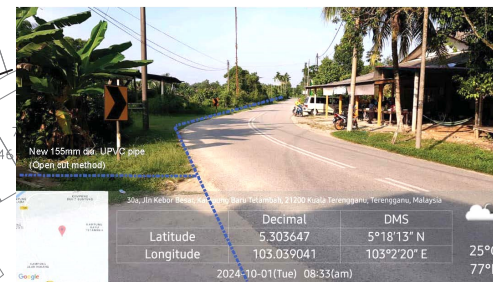 New 155mm dia. UPVC pipe
(Open cut method)
46
30a, Jln Kebor Besar, Kampung Baru Telambeh, 21200 Kuala Terengganu, Terengganu, Malaysia
Decimal DMS
Latitude 5.303647 5°18'13" N
Longitude 103.039041 103°2'20" E
2024-10-01(Tue) 08:33(am)
25°
77°
Google